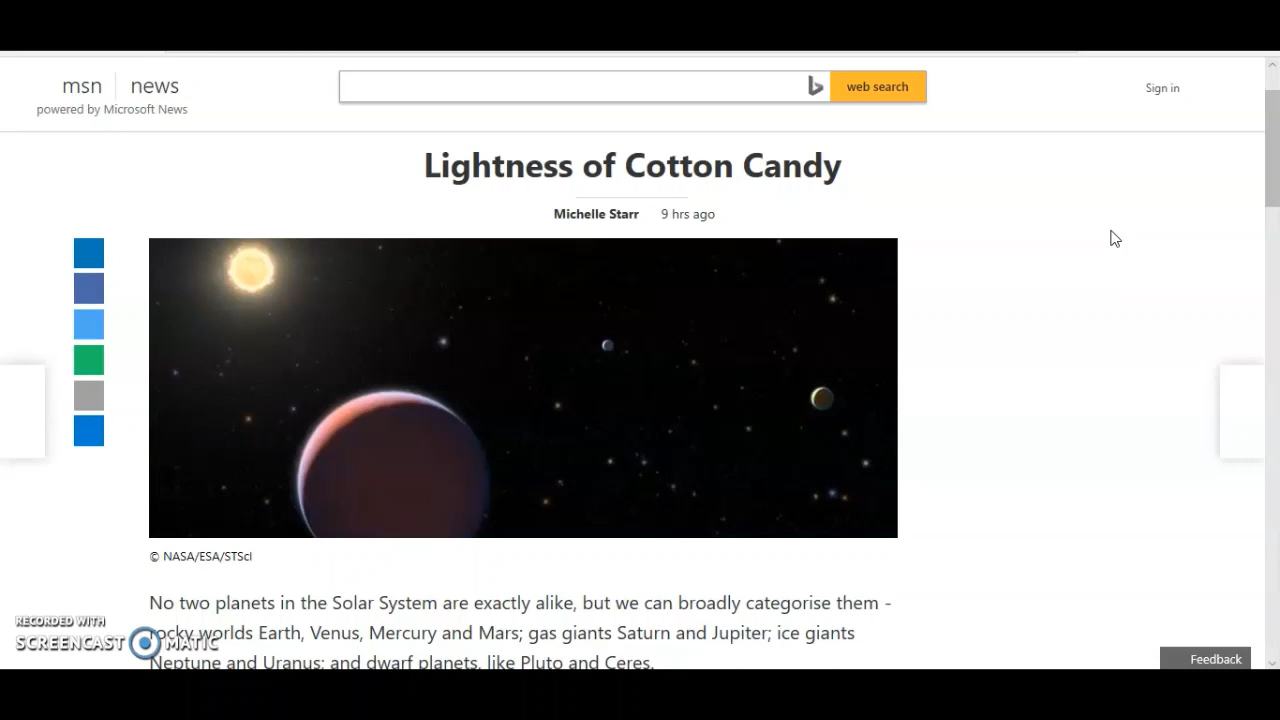 msn news
powered by Microsoft News
web search
Sign in
Lightness of Cotton Candy
Michelle Starr 9 hrs ago
© NASA/ESA/STScI
No two planets in the Solar System are exactly alike, but we can broadly categorise them -
rocky worlds Earth, Venus, Mercury and Mars; gas giants Saturn and Jupiter; ice giants
Neptune and Uranus; and dwarf planets, like Pluto and Ceres.
RECORDED WITH
SCREENCAST MATIC
Feedback